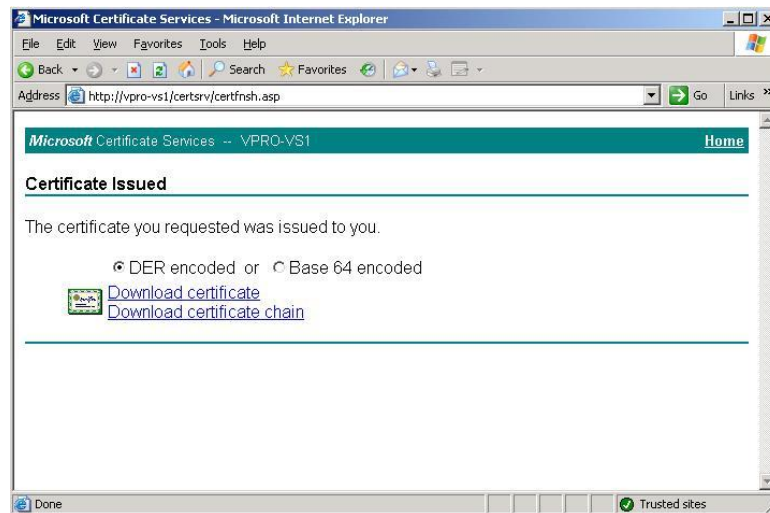 Microsoft Certificate Services - Microsoft Internet Explorer
File Edit View Favorites Tools Help
Back Search Favorites
Address http://vpro-vs1/certsrv/certfnsh.asp Go Links »
Microsoft Certificate Services -- VPRO-VS1 Home
Certificate Issued
The certificate you requested was issued to you.
DER encoded or Base 64 encoded
Download certificate
Download certificate chain
Done Trusted sites